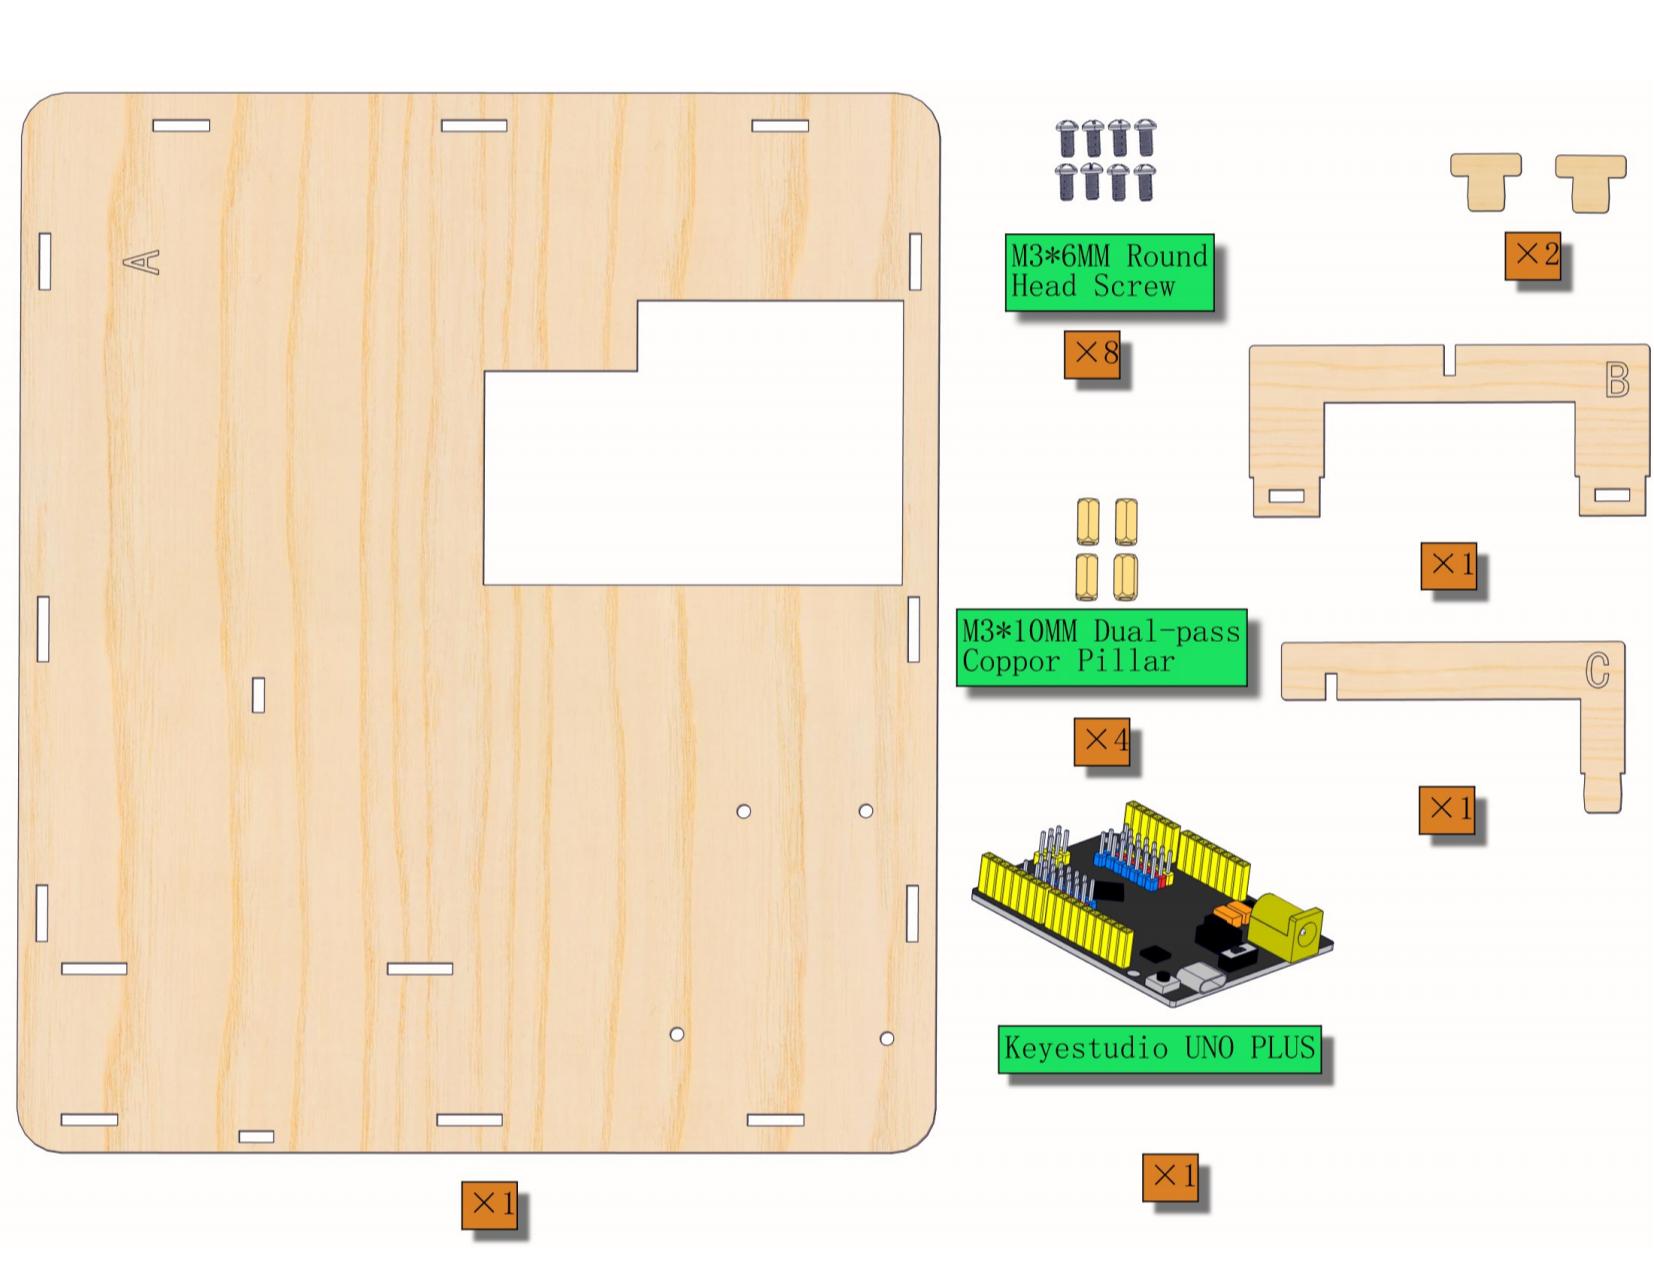 A
×1
M3*6MM Round
Head Screw
×8
×2
B
×1
M3*10MM Dual-pass
Coppor Pillar
×4
C
×1
Keyestudio UNO PLUS
×1